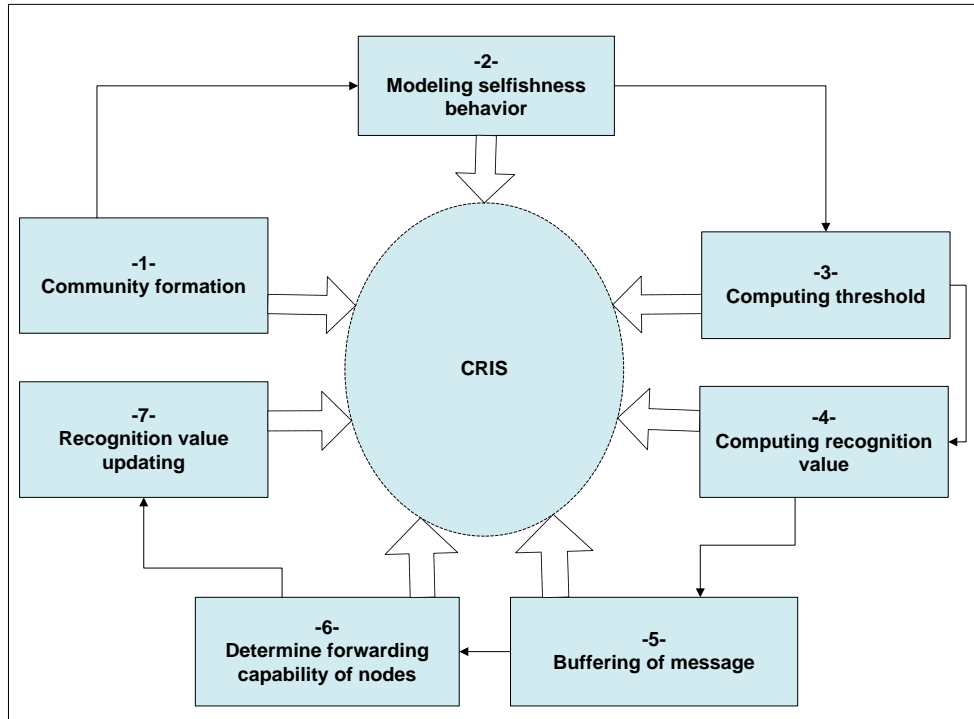 -2-
Modeling selfishness
behavior
-1-
Community formation
-3-
Computing threshold
CRIS
-7-
Recognition value
updating
-4-
Computing recognition
value
-6-
Determine forwarding
capability of nodes
-5-
Buffering of message